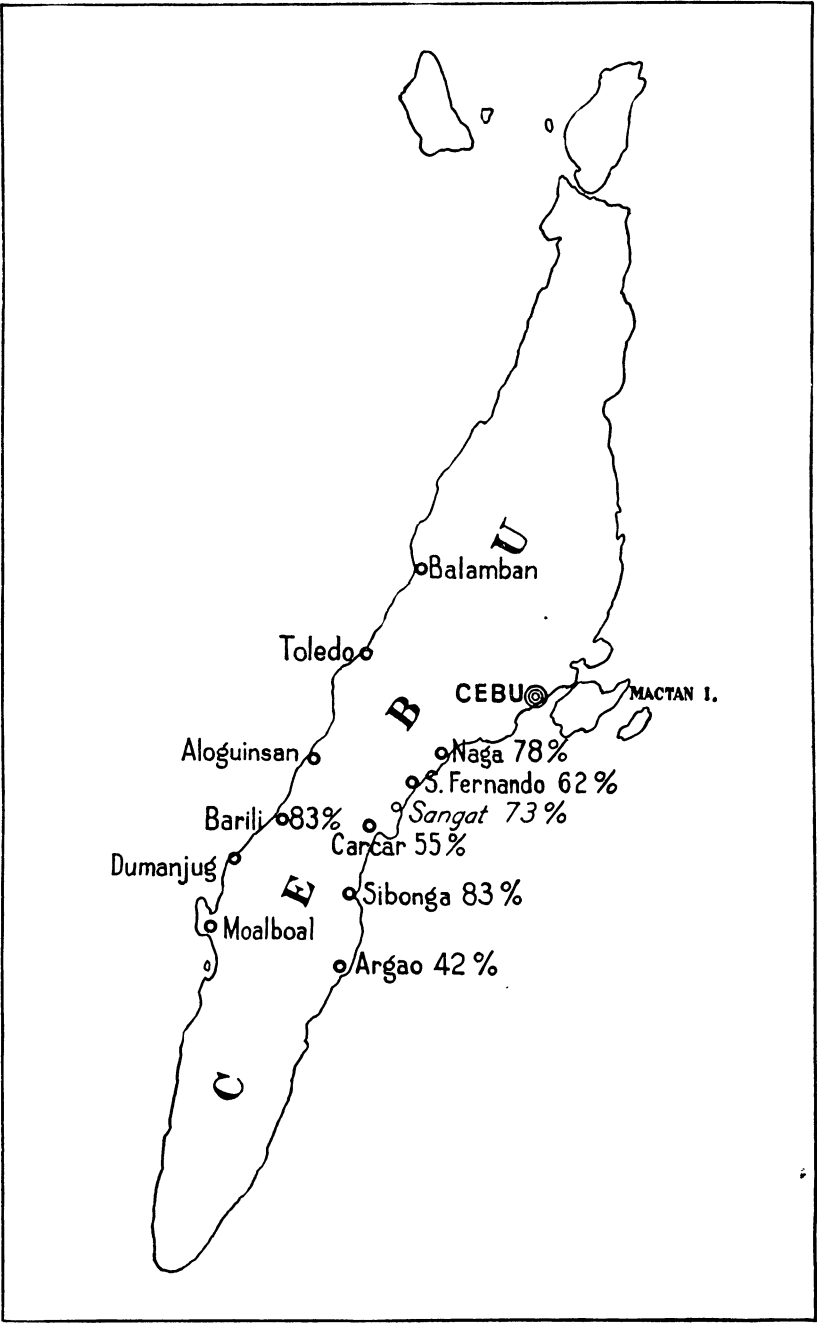 U
Balamban
Toledo
CEBU
MACTAN I.
B
Aloguinsan
Naga 78%
S. Fernando 62%
Sangat 73%
Barili 83%
Carcar 55%
Dumanjug
E
Sibonga 83%
Moalboal
Argao 42%
C